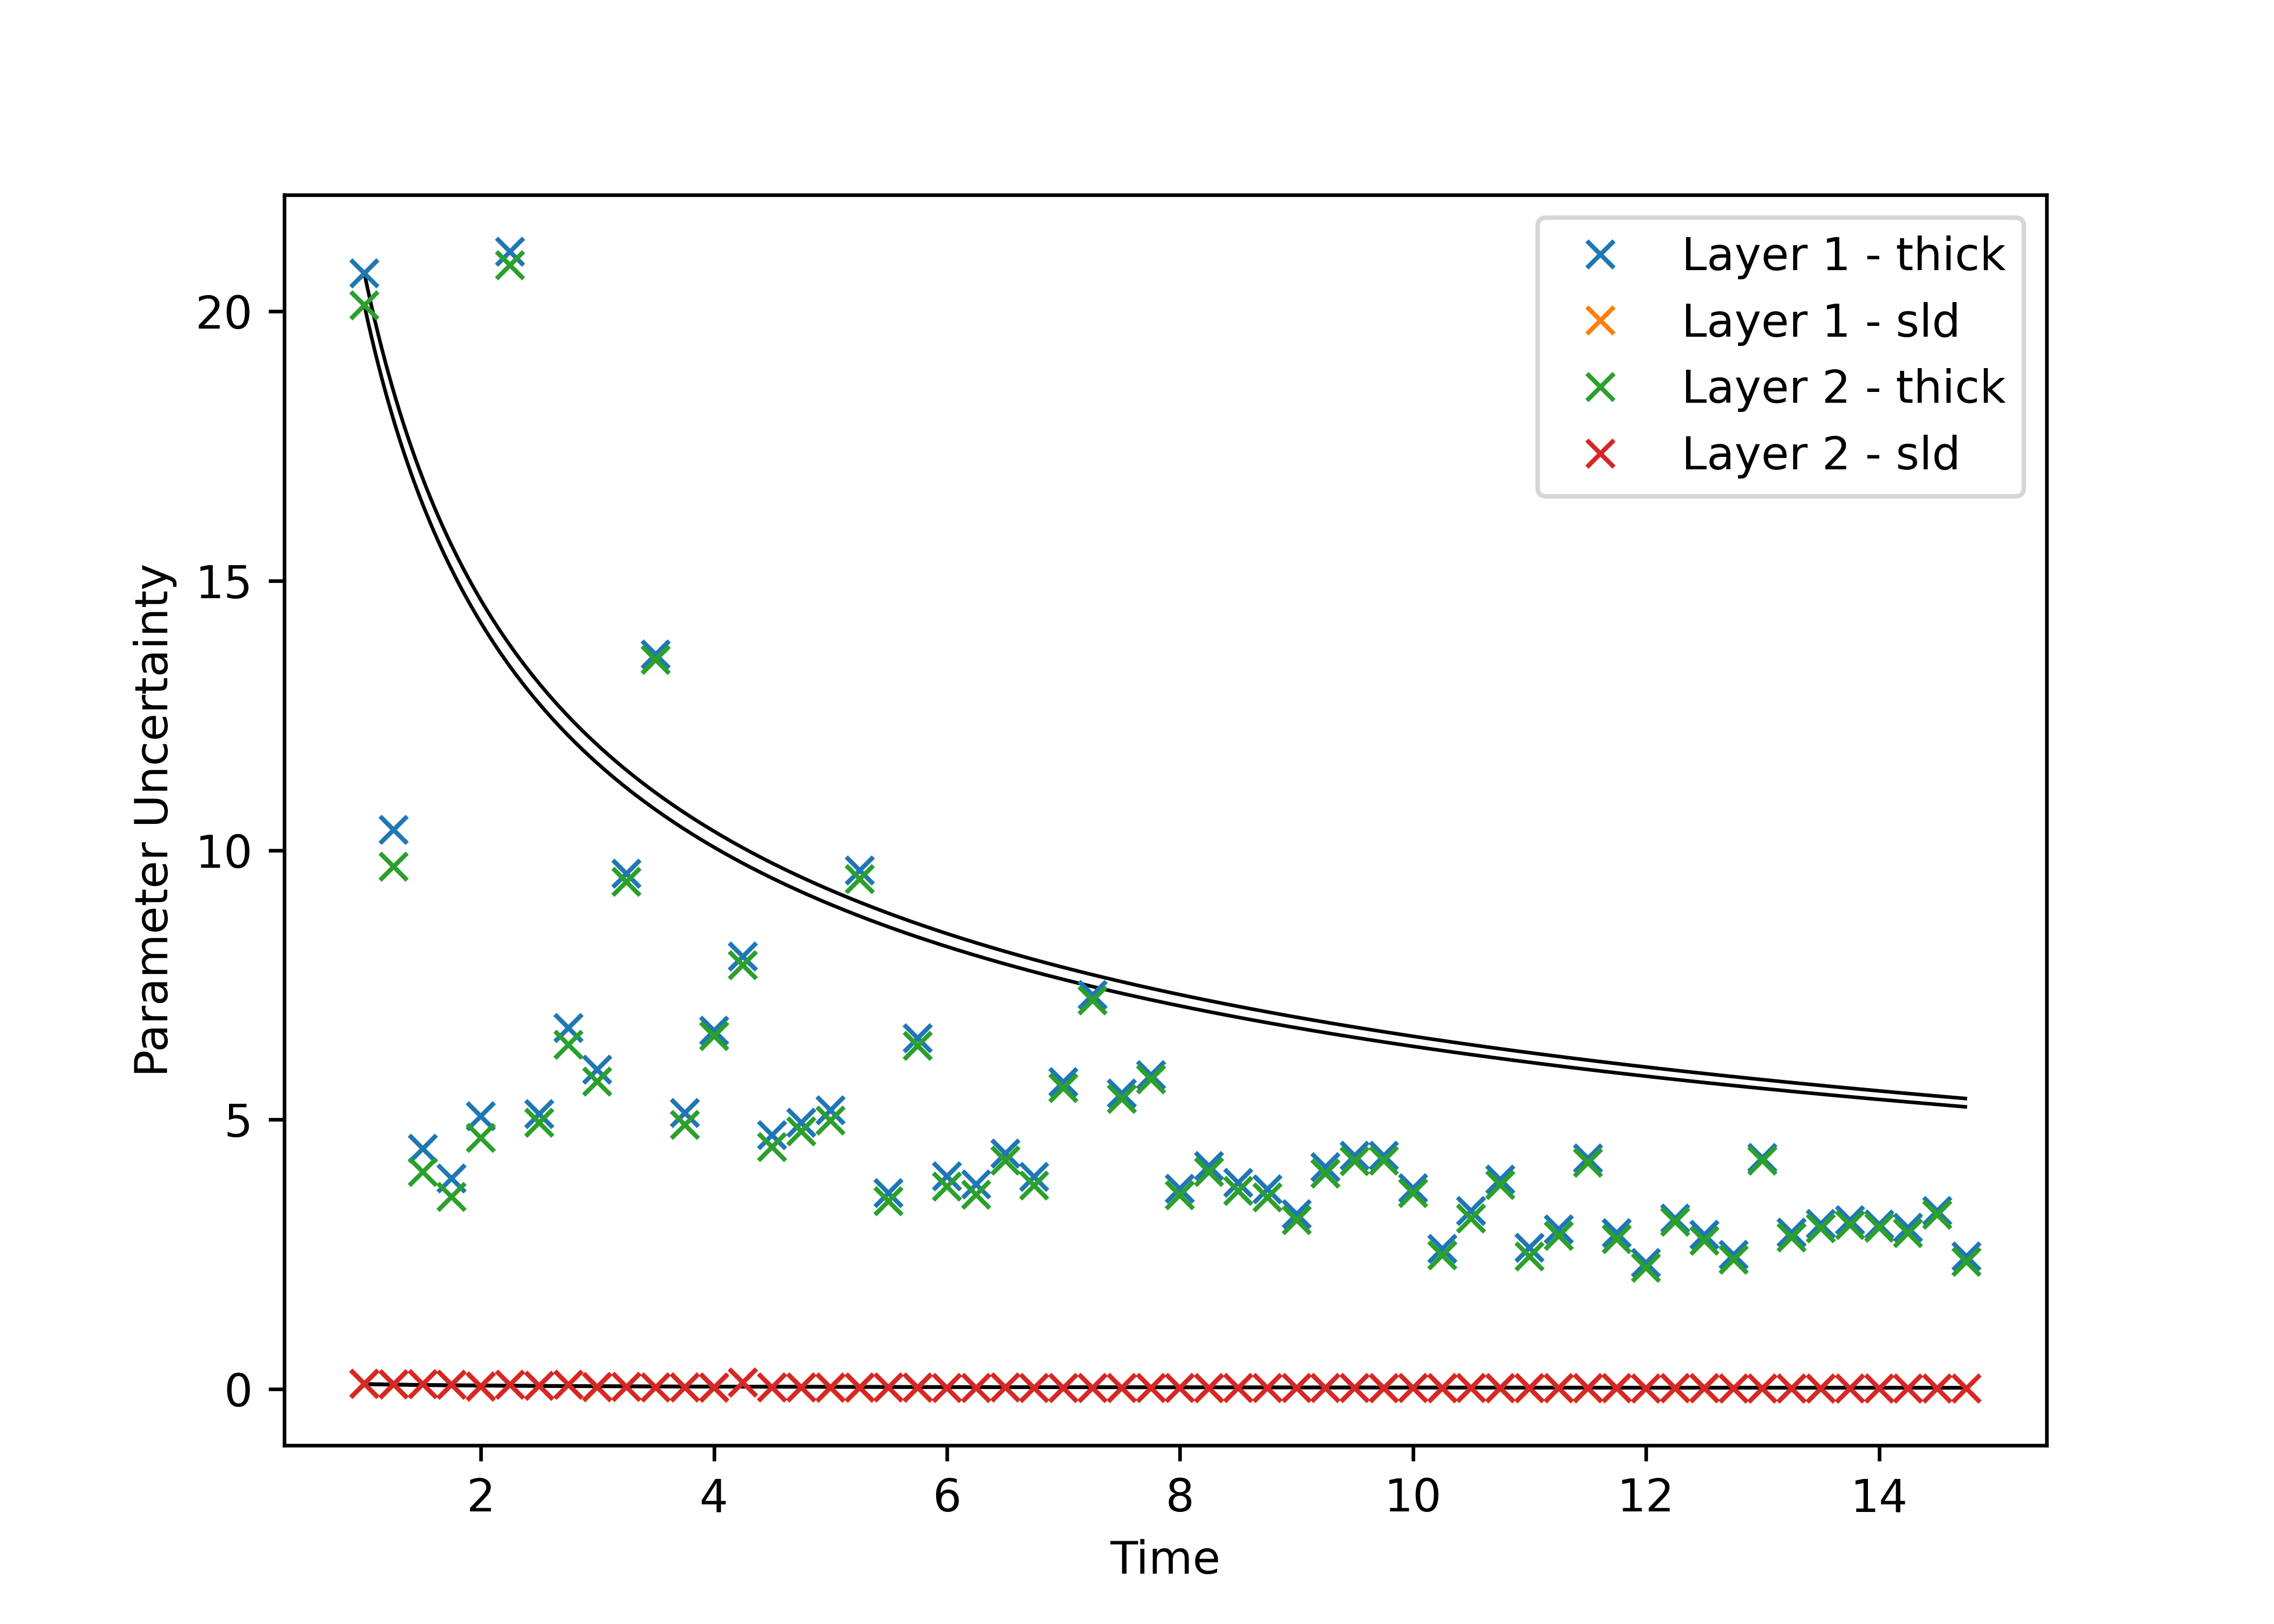 Layer 1 - thick
Layer 1 - sld
Layer 2 - thick
Layer 2 - sld
Parameter Uncertainty
20
15
10
5
0
2 4 6 8 10 12 14
Time